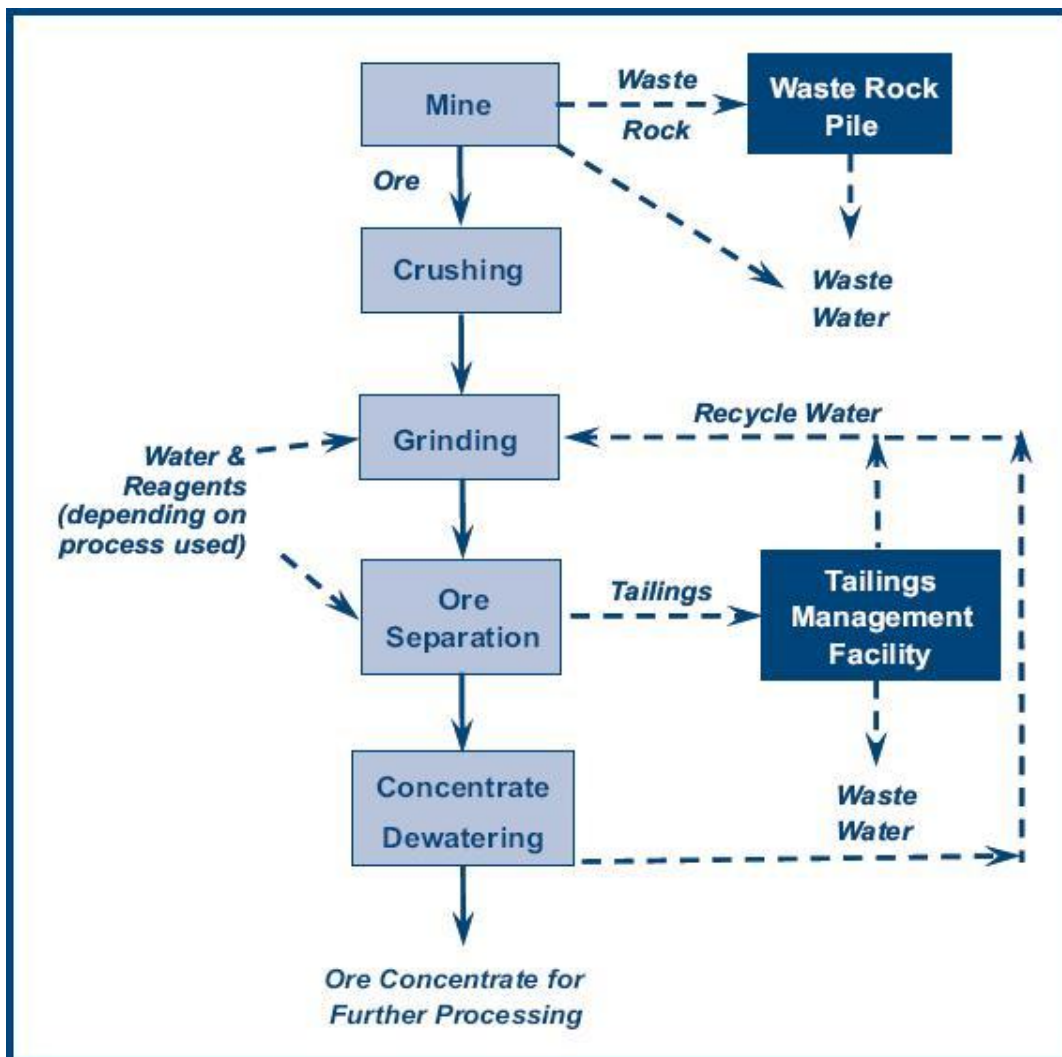 Mine
Waste
Rock
Waste Rock
Pile
Ore
Crushing
Waste
Water
Recycle Water
Grinding
Water &
Reagents
(depending on
process used)
Ore
Separation
Tailings
Tailings
Management
Facility
Concentrate
Dewatering
Waste
Water
Ore Concentrate for
Further Processing